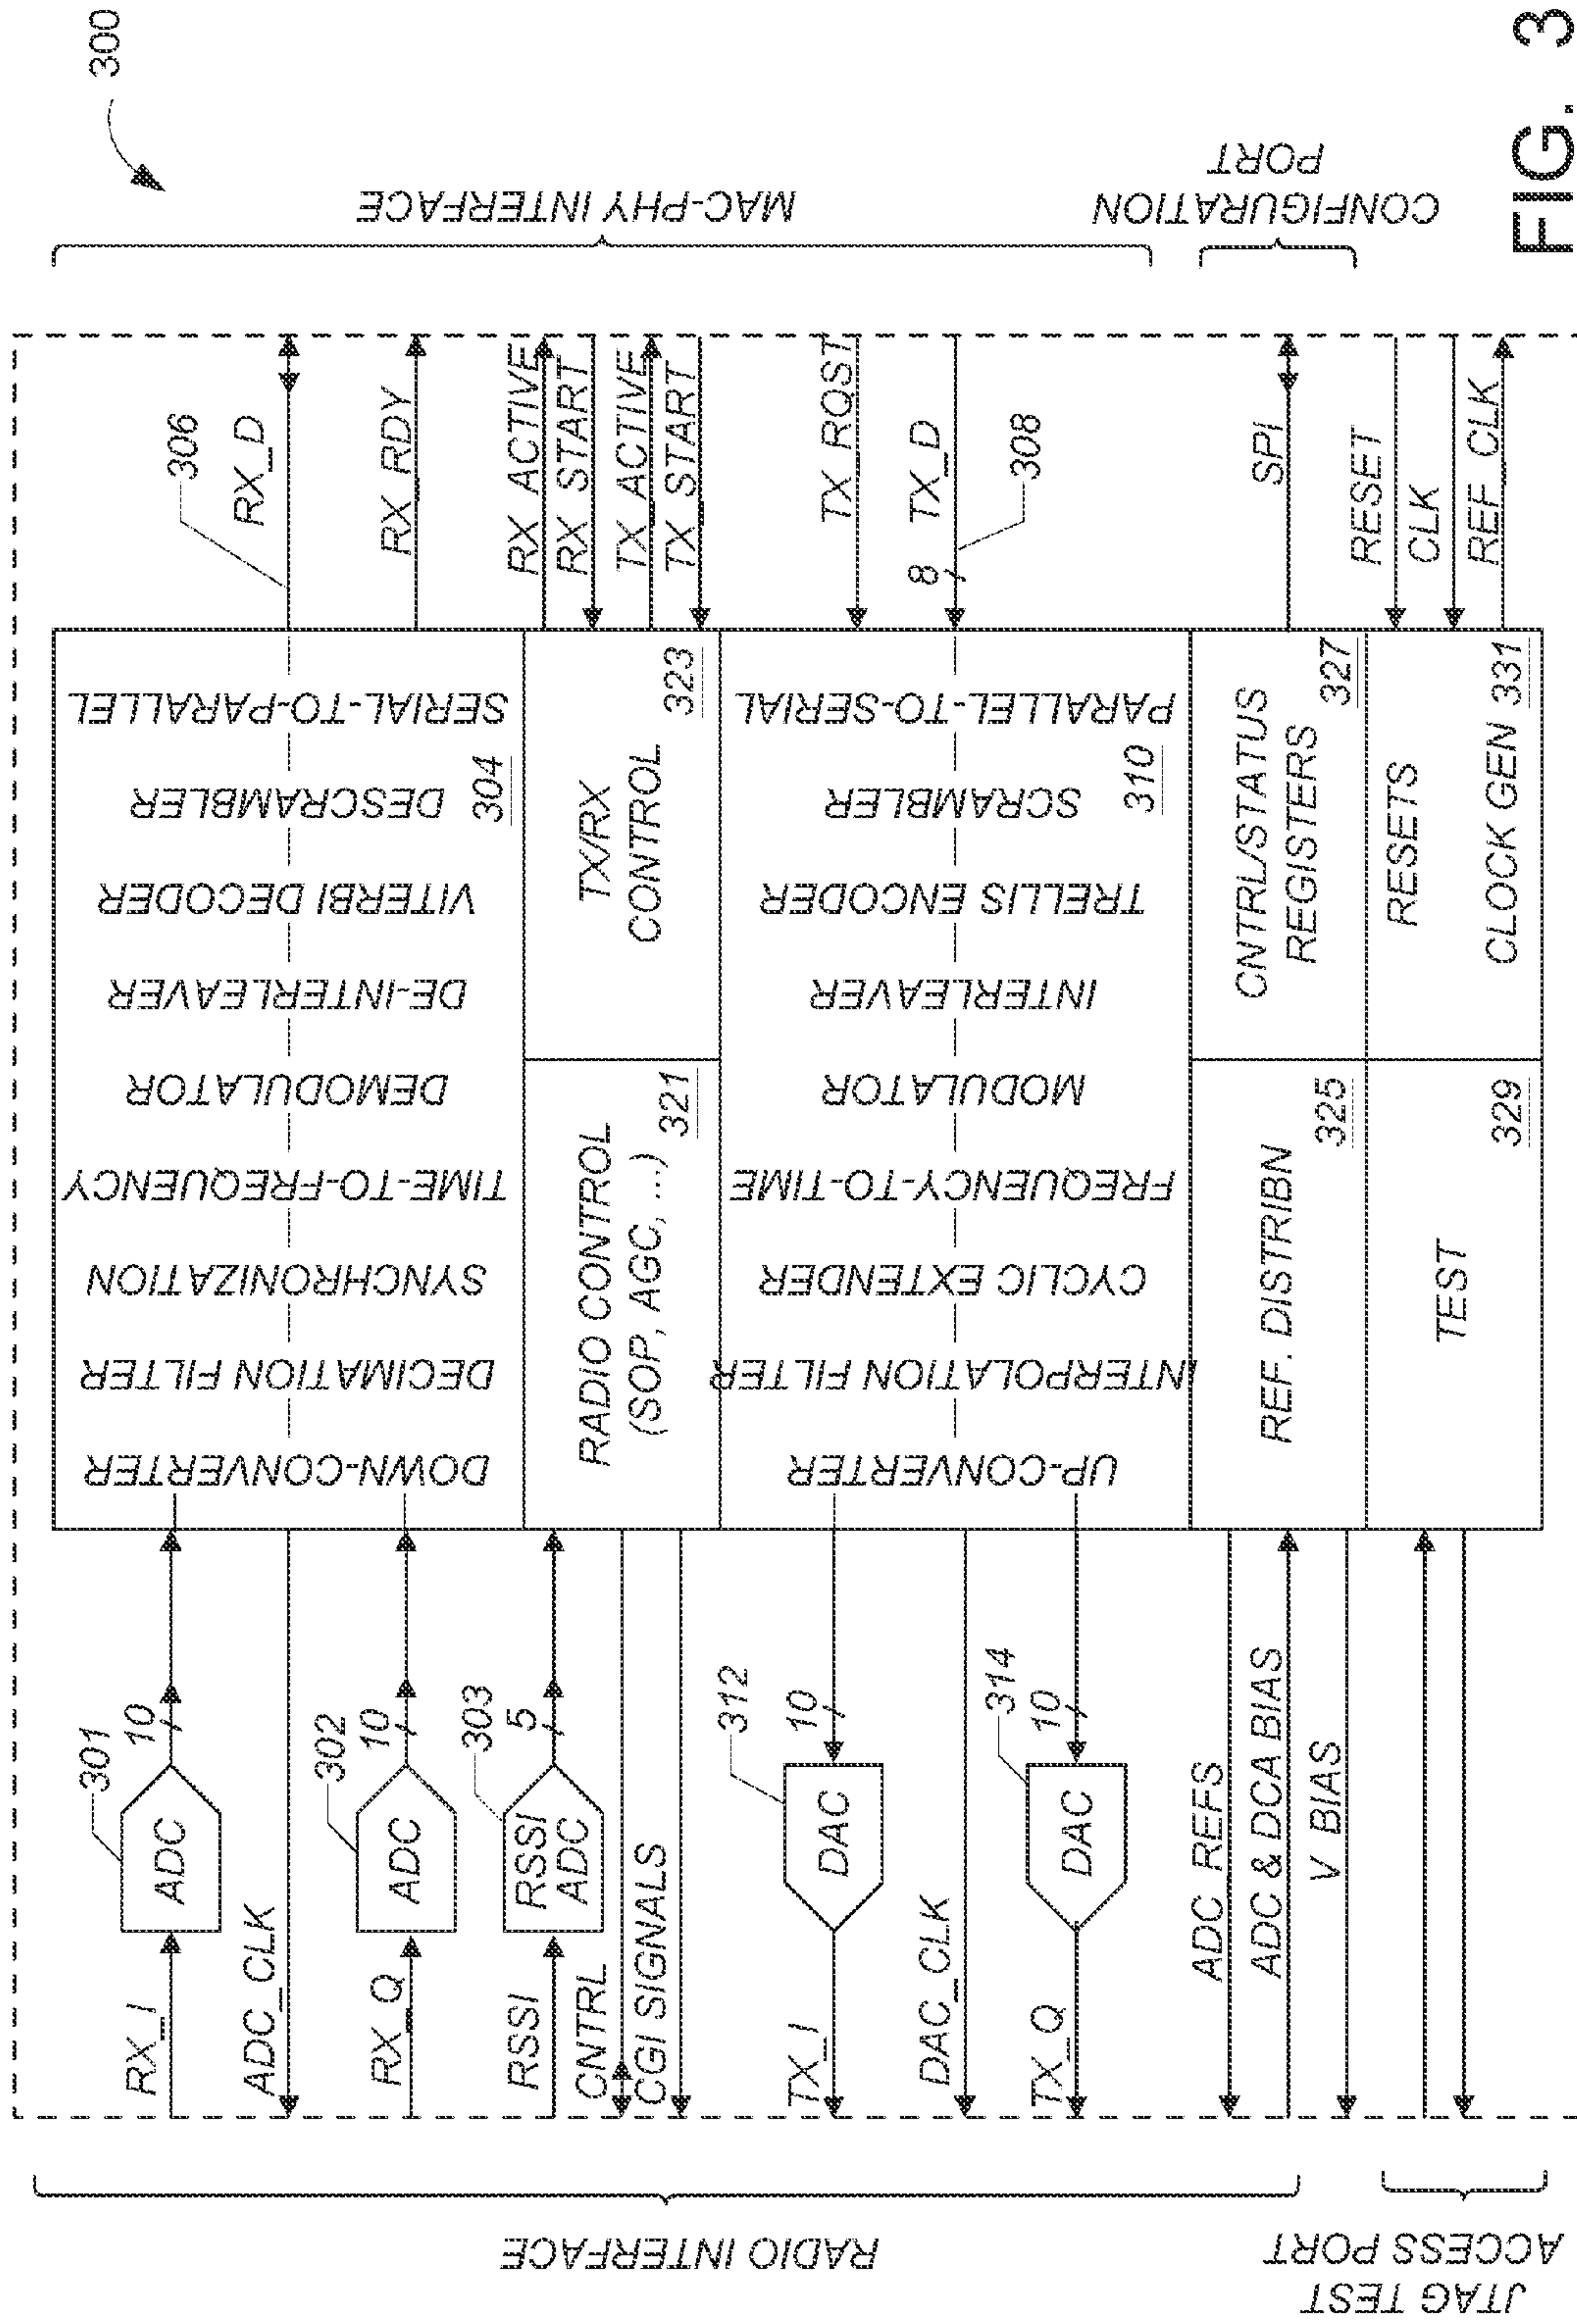 300
RADIO INTERFACE
JTAG TEST
ACCESS PORT
RX_I
301
ADC
10
ADC_CLK
RX_Q
302
ADC
10
RSSI
303
RSSI
ADC
5
CNTRL
CGI SIGNALS
TX_I
312
DAC
10
DAC_CLK
TX_Q
314
DAC
10
ADC REFS
ADC & DCA BIAS
V BIAS
DOWN-CONVERTER
DECIMATION FILTER
SYNCHRONIZATION
TIME-TO-FREQUENCY
DEMODULATOR
DE-INTERLEAVER
VITERBI DECODER
DESCRAMBLER
SERIAL-TO-PARALLEL
304
RADIO CONTROL
(SOP, AGC, ...)
321
TX/RX
CONTROL
323
UP-CONVERTER
INTERPOLATION FILTER
CYCLIC EXTENDER
FREQUENCY-TO-TIME
MODULATOR
INTERLEAVER
TRELLIS ENCODER
SCRAMBLER
PARALLEL-TO-SERIAL
310
REF. DISTRIBN
325
CNTRL/STATUS
REGISTERS
327
TEST
329
RESETS
CLOCK GEN 331
306
RX_D
RX_RDY
RX_ACTIVE
RX_START
TX_ACTIVE
TX_START
TX_RQST
8
TX_D
308
SPI
RESET
CLK
REF_CLK
MAC-PHY INTERFACE
CONFIGURATION
PORT
FIG. 3